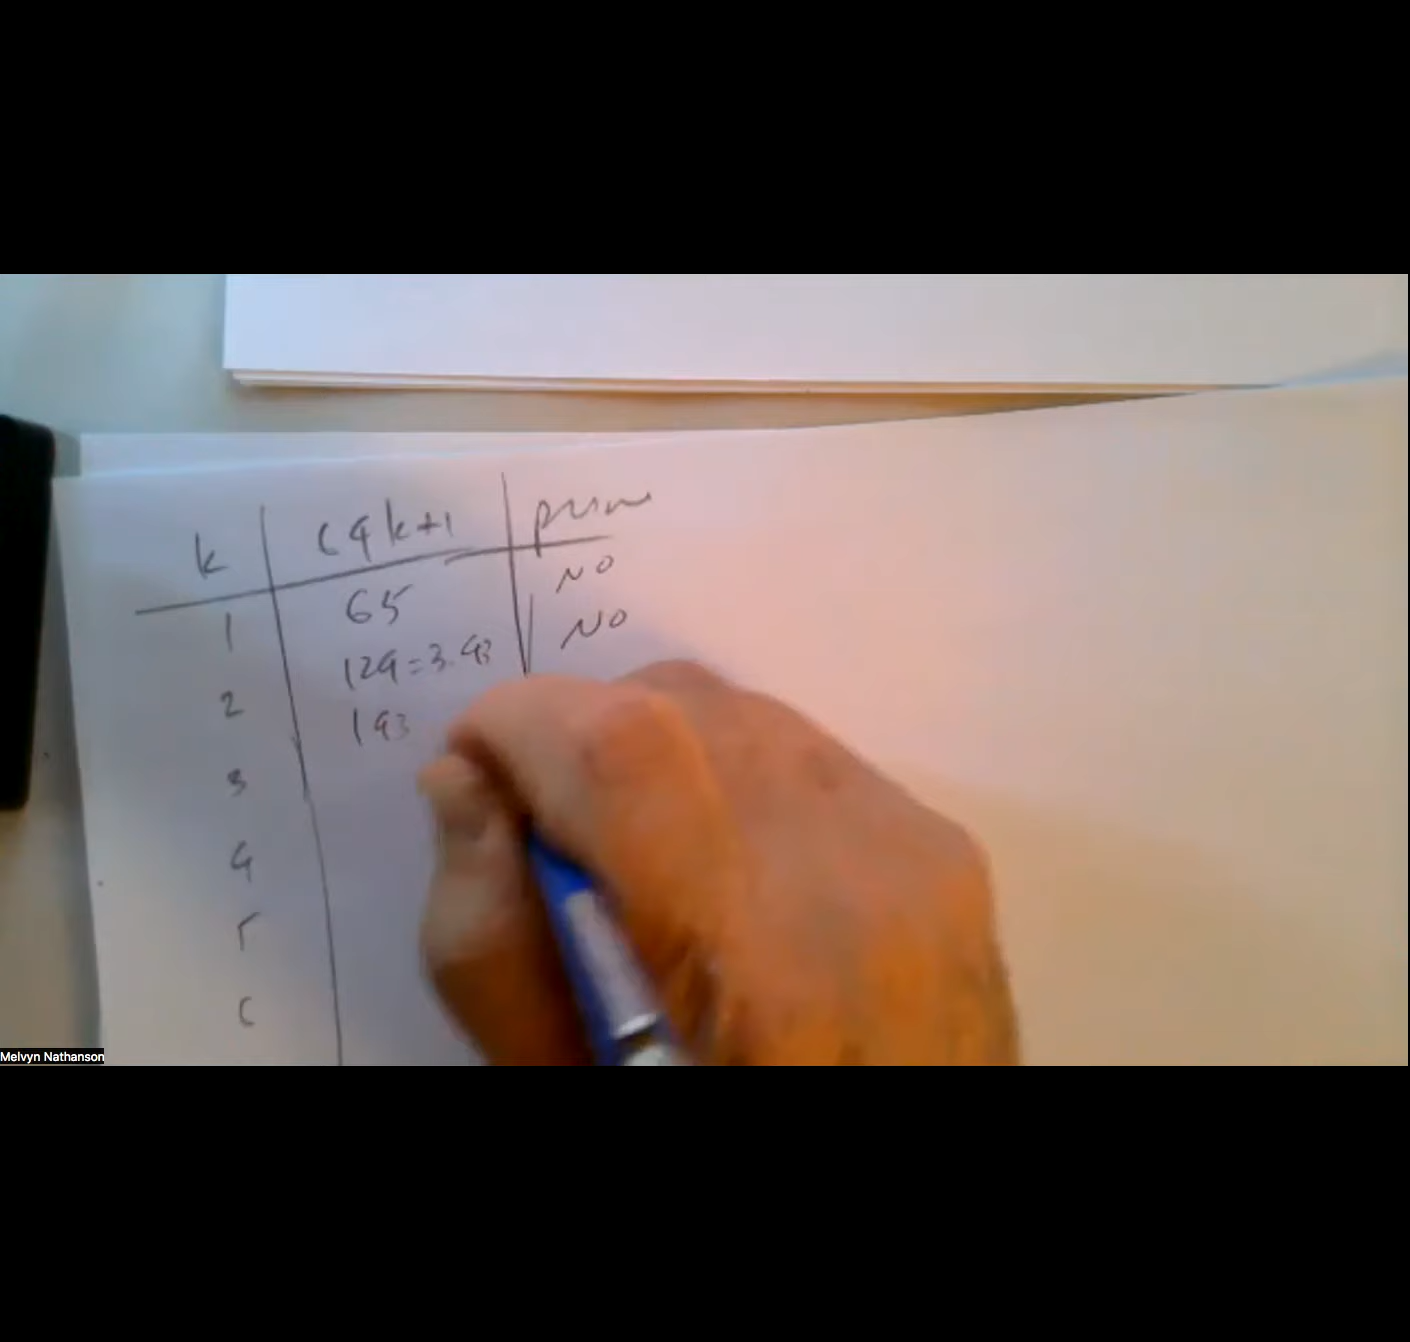 k 64k+1 prime
1 65 NO
2 129=3·43 NO
3 193
4
5
6
Melvyn Nathanson